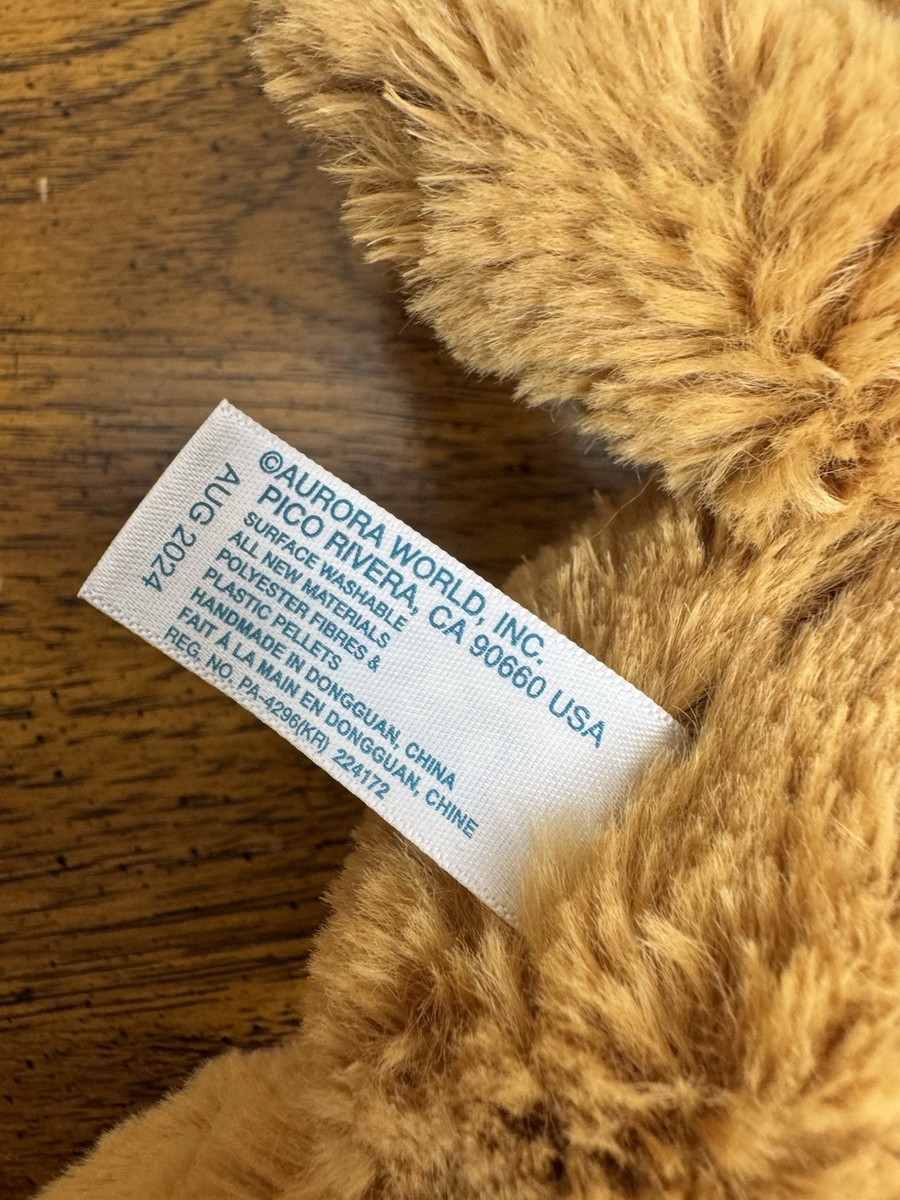 ©AURORA WORLD, INC.
PICO RIVERA, CA 90660 USA
SURFACE WASHABLE
ALL NEW MATERIALS
POLYESTER FIBRES &
PLASTIC PELLETS
HANDMADE IN DONGGUAN, CHINA
FAIT À LA MAIN EN DONGGUAN, CHINE
REG. NO. PA-4296(KR) 224172
AUG 2024